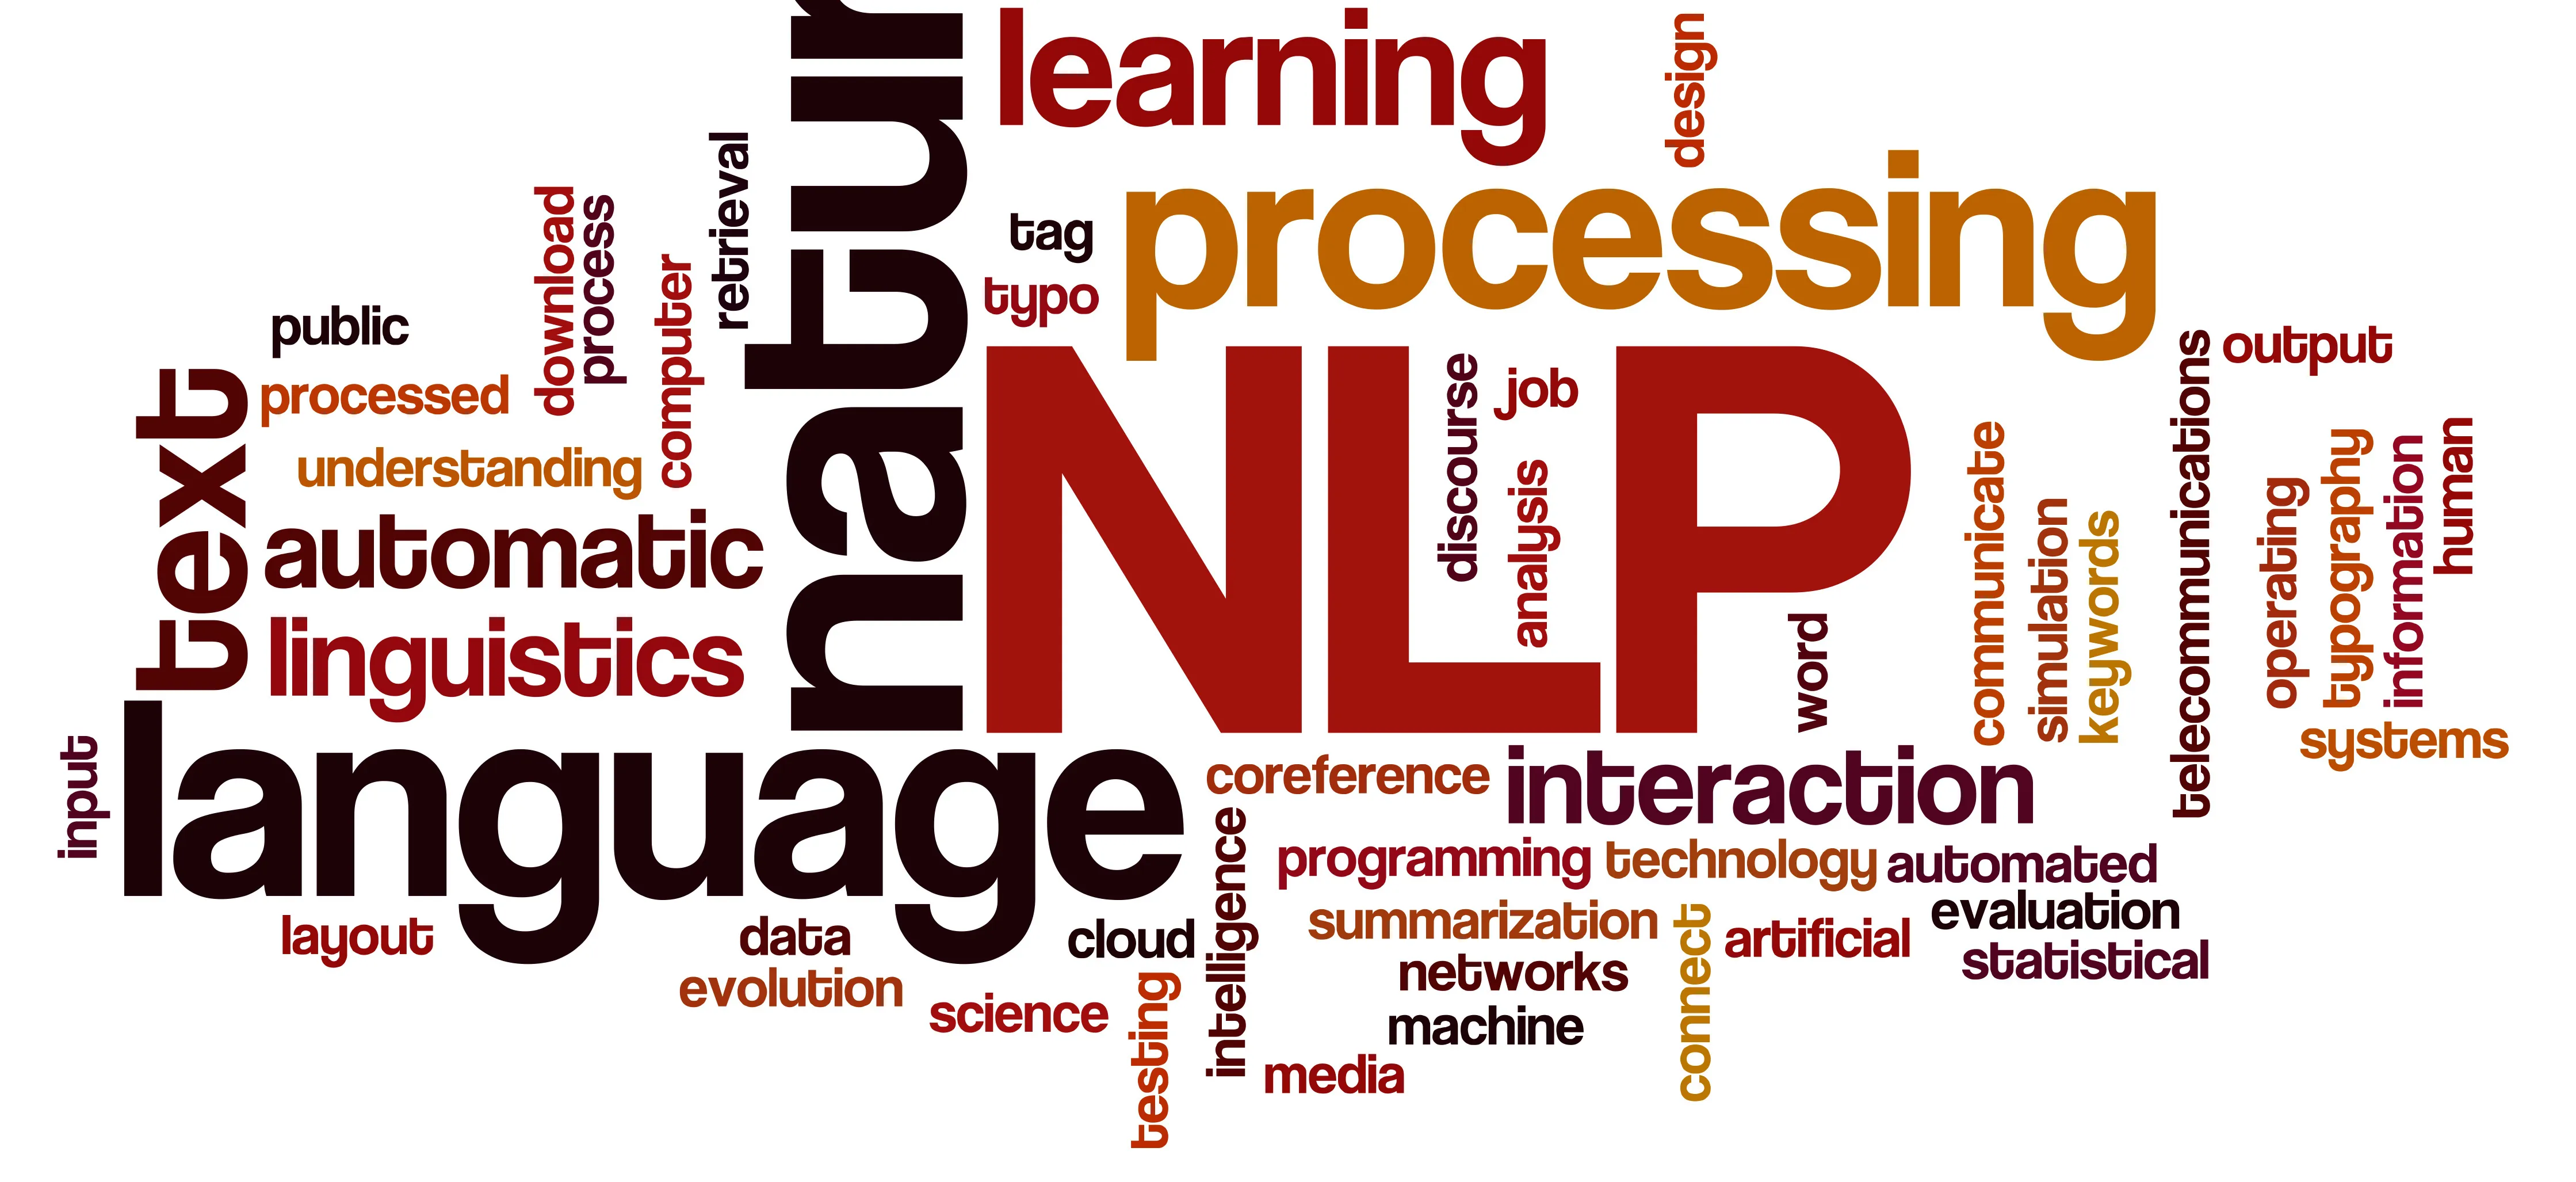 learning
design
retrieval
natur
download
process
tag
processing
computer
typo
public
output
text
processed
discourse
job
telecommunications
understanding
communicate
human
automatic
analysis
simulation
keywords
operating
typography
information
linguistics
word
systems
input
language
coreference
interaction
intelligence
programming
technology
automated
layout
data
cloud
summarization
connect
artificial
evaluation
statistical
evolution
networks
science
testing
machine
media